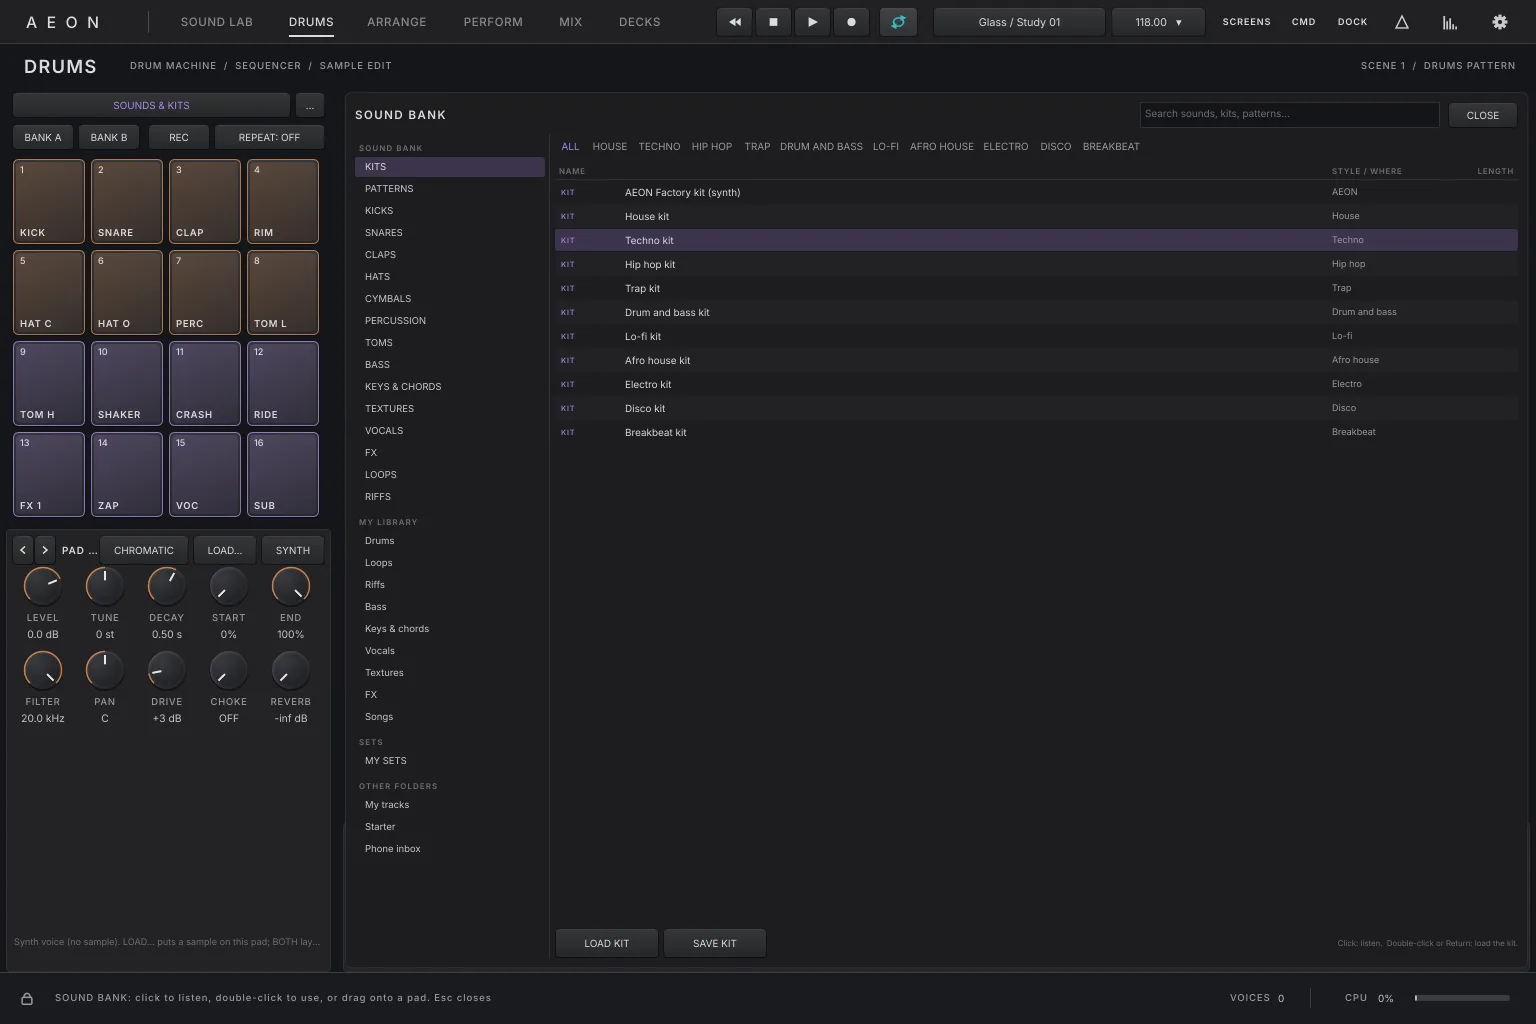 AEON SOUND LAB DRUMS ARRANGE PERFORM MIX DECKS Glass / Study 01 118.00 ▾ SCREENS CMD DOCK
DRUMS DRUM MACHINE / SEQUENCER / SAMPLE EDIT SCENE 1 / DRUMS PATTERN
SOUNDS & KITS ...
BANK A BANK B REC REPEAT: OFF
1 2 3 4
KICK SNARE CLAP RIM
5 6 7 8
HAT C HAT O PERC TOM L
9 10 11 12
TOM H SHAKER CRASH RIDE
13 14 15 16
FX 1 ZAP VOC SUB
< > PAD ... CHROMATIC LOAD... SYNTH
LEVEL TUNE DECAY START END
0.0 dB 0 st 0.50 s 0% 100%
FILTER PAN DRIVE CHOKE REVERB
20.0 kHz C +3 dB OFF -inf dB
Synth voice (no sample). LOAD... puts a sample on this pad; BOTH lay...
SOUND BANK Search sounds, kits, patterns... CLOSE
SOUND BANK
KITS
PATTERNS
KICKS
SNARES
CLAPS
HATS
CYMBALS
PERCUSSION
TOMS
BASS
KEYS & CHORDS
TEXTURES
VOCALS
FX
LOOPS
RIFFS
MY LIBRARY
Drums
Loops
Riffs
Bass
Keys & chords
Vocals
Textures
FX
Songs
SETS
MY SETS
OTHER FOLDERS
My tracks
Starter
Phone inbox
ALL HOUSE TECHNO HIP HOP TRAP DRUM AND BASS LO-FI AFRO HOUSE ELECTRO DISCO BREAKBEAT
NAME STYLE / WHERE LENGTH
KIT AEON Factory kit (synth) AEON
KIT House kit House
KIT Techno kit Techno
KIT Hip hop kit Hip hop
KIT Trap kit Trap
KIT Drum and bass kit Drum and bass
KIT Lo-fi kit Lo-fi
KIT Afro house kit Afro house
KIT Electro kit Electro
KIT Disco kit Disco
KIT Breakbeat kit Breakbeat
LOAD KIT SAVE KIT Click: listen. Double-click or Return: load the kit.
SOUND BANK: click to listen, double-click to use, or drag onto a pad. Esc closes VOICES 0 CPU 0%